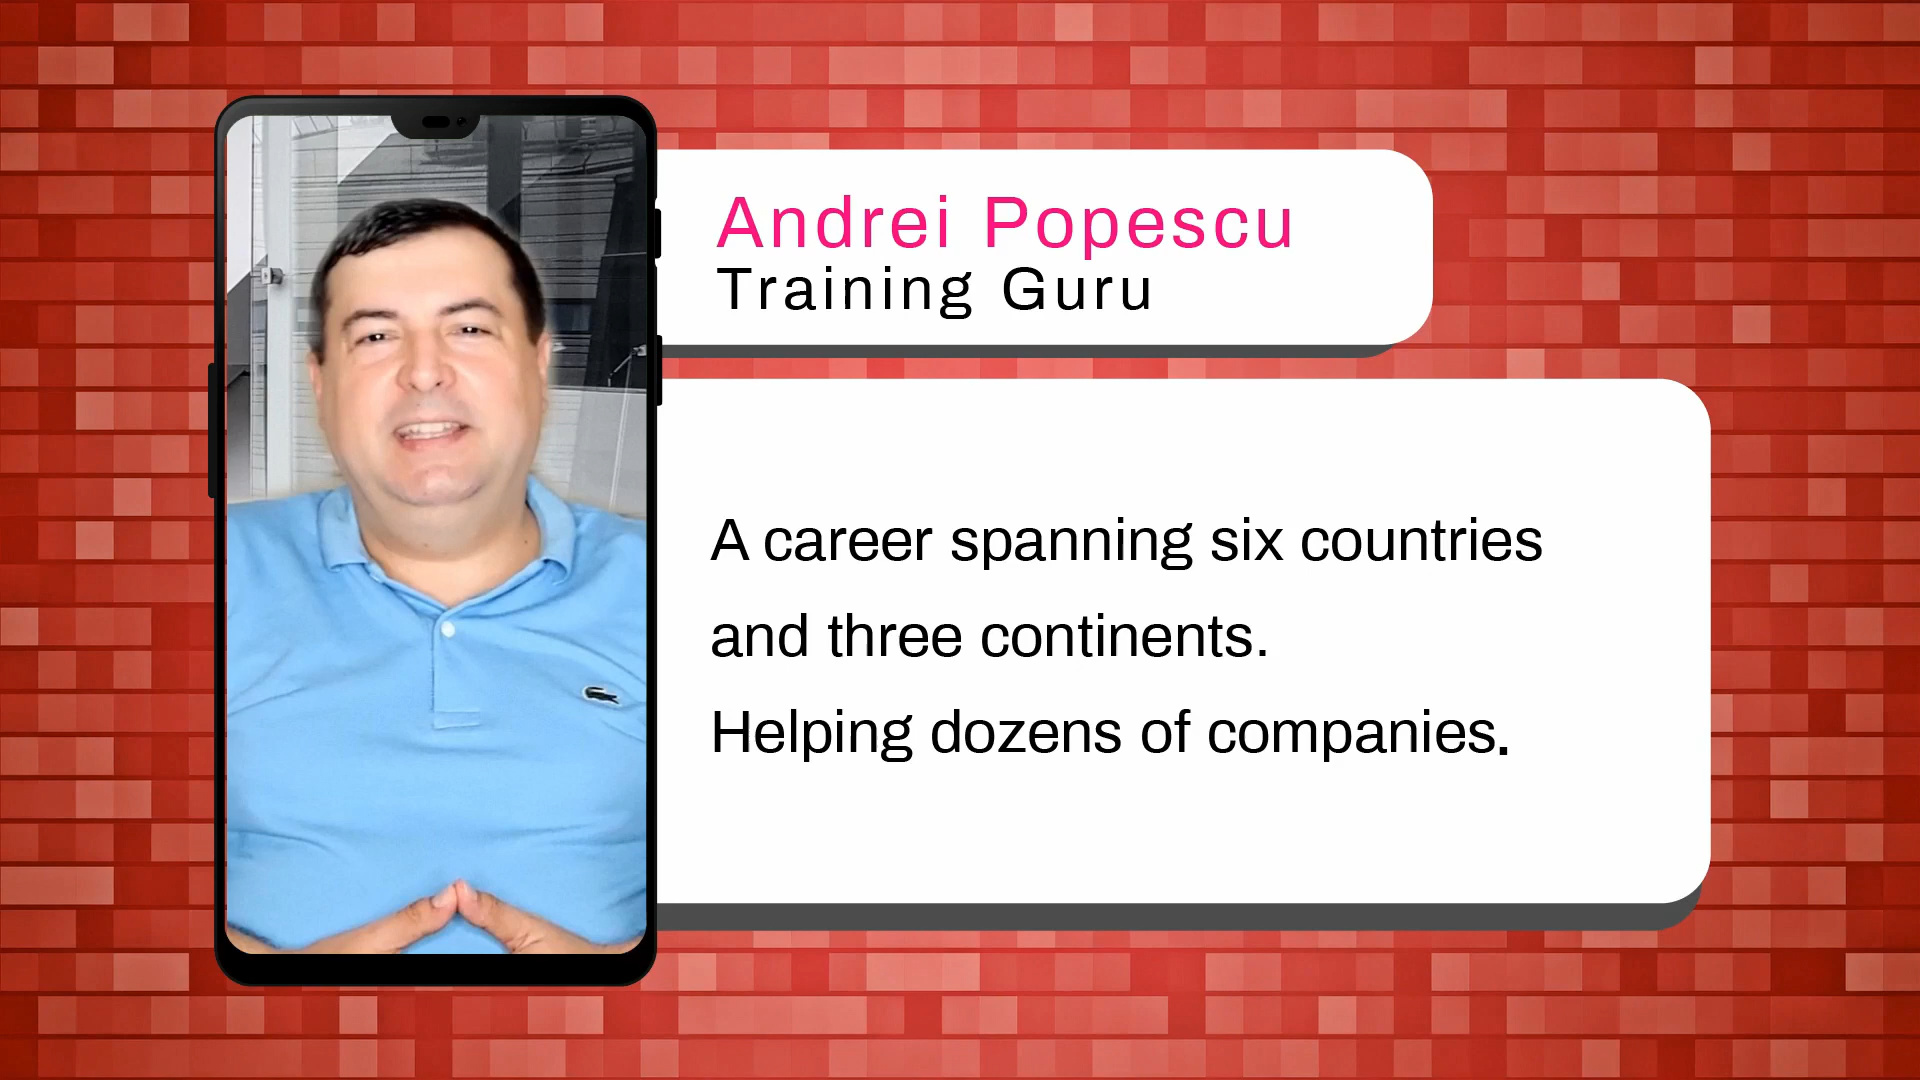 Andrei Popescu
Training Guru
A career spanning six countries
and three continents.
Helping dozens of companies.